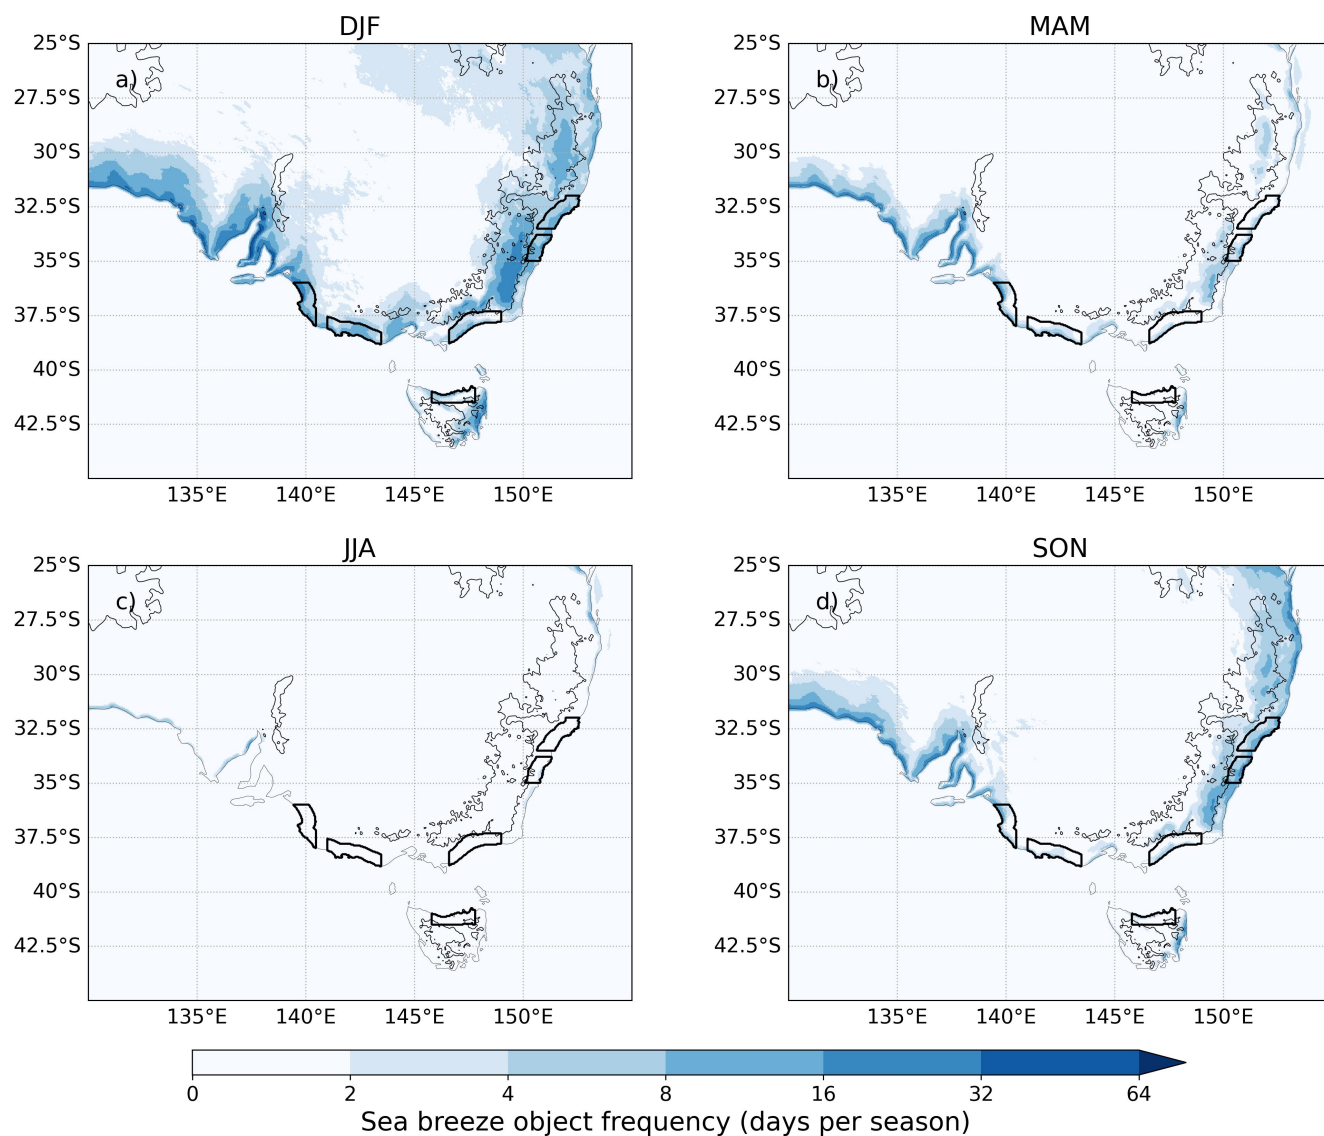 DJF
MAM
25°S
27.5°S
30°S
32.5°S
35°S
37.5°S
40°S
42.5°S
a)
135°E 140°E 145°E 150°E
25°S
27.5°S
30°S
32.5°S
35°S
37.5°S
40°S
42.5°S
b)
135°E 140°E 145°E 150°E
JJA
SON
25°S
27.5°S
30°S
32.5°S
35°S
37.5°S
40°S
42.5°S
c)
135°E 140°E 145°E 150°E
25°S
27.5°S
30°S
32.5°S
35°S
37.5°S
40°S
42.5°S
d)
135°E 140°E 145°E 150°E
0 2 4 8 16 32 64
Sea breeze object frequency (days per season)